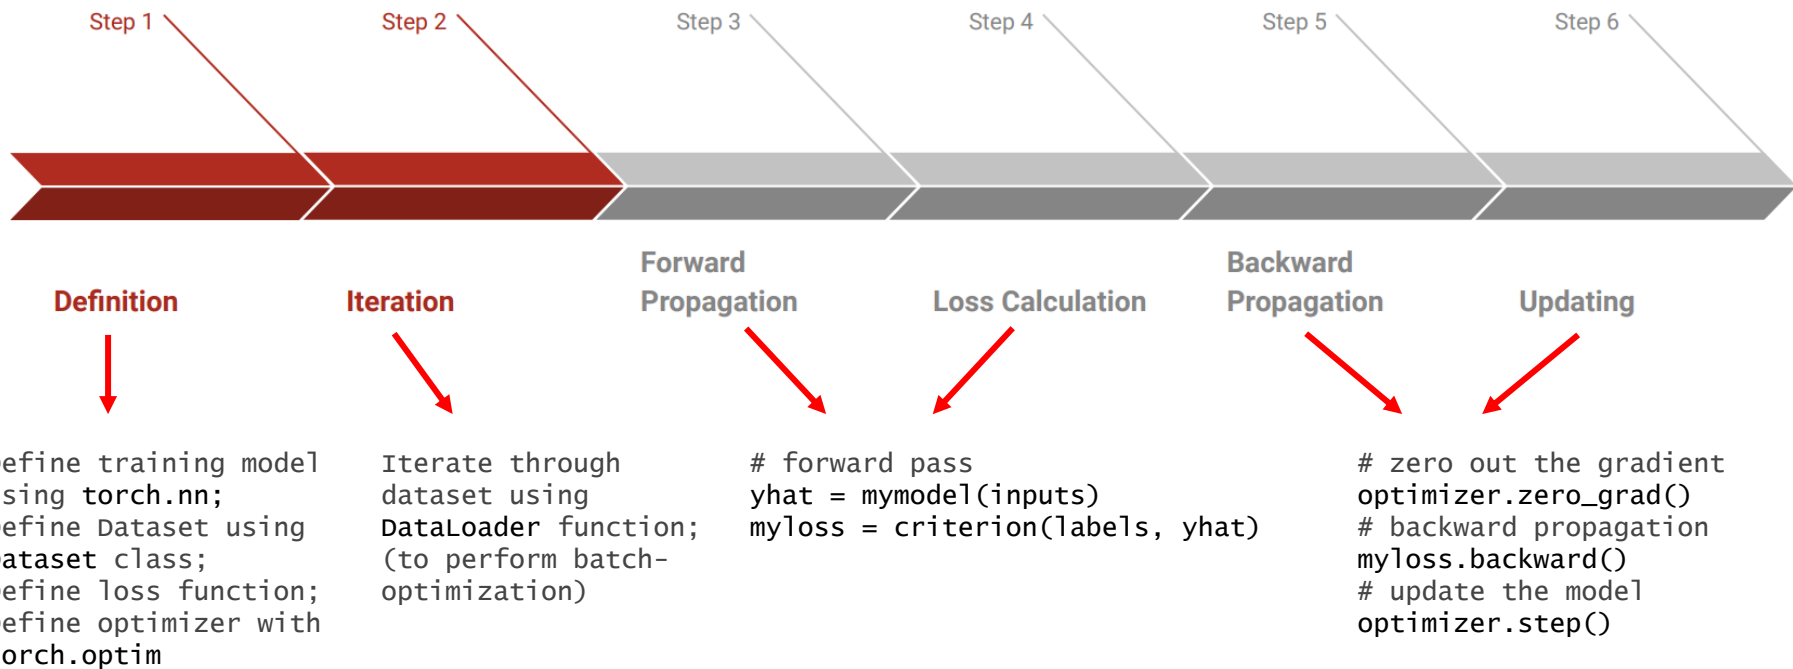 Step 1
Step 2
Step 3
Step 4
Step 5
Step 6
Definition
Iteration
Forward
Propagation
Loss Calculation
Backward
Propagation
Updating
efine training model
sing torch.nn;
efine Dataset using
ataset class;
efine loss function;
efine optimizer with
orch.optim
Iterate through
dataset using
DataLoader function;
(to perform batch-
optimization)
# forward pass
yhat = mymodel(inputs)
myloss = criterion(labels, yhat)
# zero out the gradient
optimizer.zero_grad()
# backward propagation
myloss.backward()
# update the model
optimizer.step()